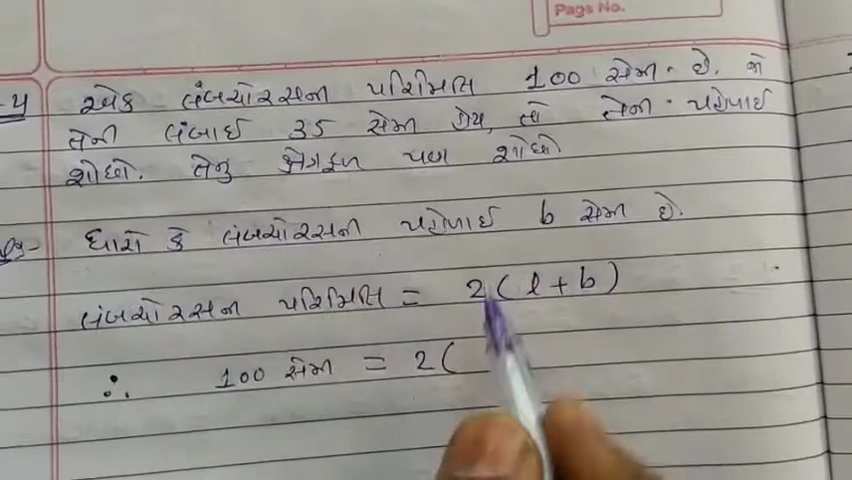 Page No.
-4 એક લંબચોરસની પરિમિતિ 100 સેમી. છે. જો
તેની લંબાઈ 35 સેમી હોય, તો તેની પહોળાઈ
શોધો. તેનું ક્ષેત્રફળ પણ શોધો
ધારો કે લંબચોરસની પહોળાઈ b સેમી છે.
લંબચોરસની પરિમિતિ = 2(l+b)
∴ 100 સેમી = 2(